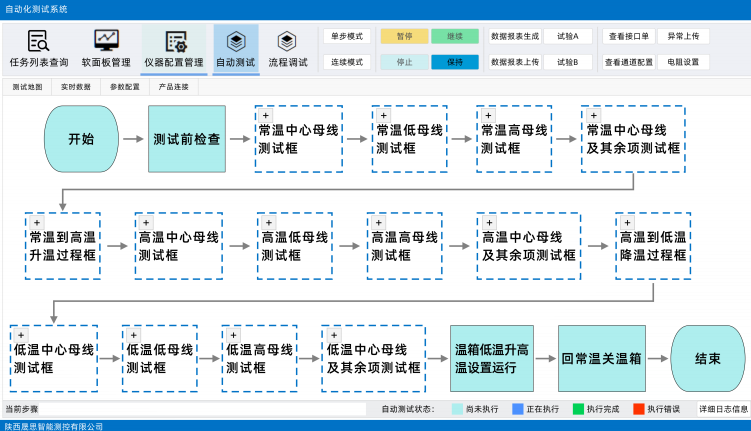 自动化测试系统
任务列表查询
软面板管理
仪器配置管理
自动测试
流程调试
单步模式
连续模式
暂停
继续
停止
保持
数据报表生成
试验A
数据报表上传
试验B
查看接口单
异常上传
查看通道配置
电阻设置
测试地图
实时数据
参数配置
产品连接
开始
测试前检查
+
常温中心母线
测试框
+
常温低母线
测试框
+
常温高母线
测试框
+
常温中心母线
及其余项测试框
+
常温到高温
升温过程框
+
高温中心母线
测试框
+
高温低母线
测试框
+
高温高母线
测试框
+
高温中心母线
及其余项测试框
+
高温到低温
降温过程框
+
低温中心母线
测试框
+
低温低母线
测试框
+
低温高母线
测试框
+
低温中心母线
及其余项测试框
温箱低温升高
温设置运行
回常温关温箱
结束
当前步骤
自动测试状态：
尚未执行
正在执行
执行完成
执行错误
详细日志信息
陕西晟思智能测控有限公司